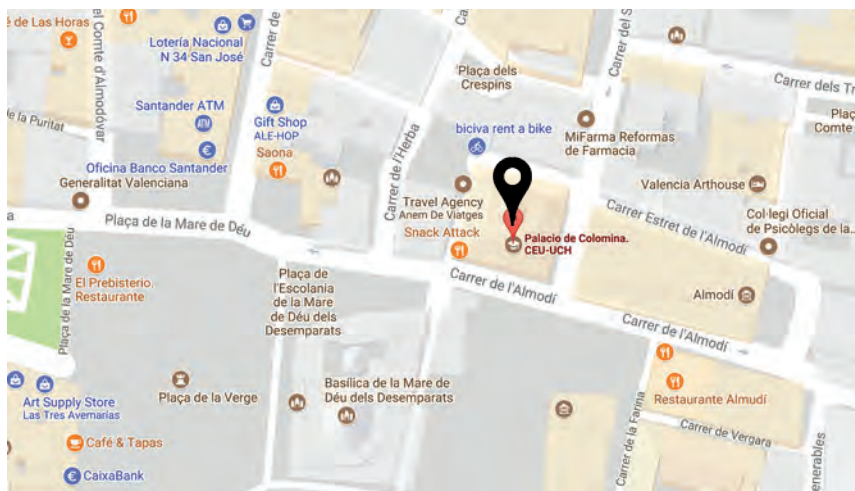 é de Las Horas
el Comte d'Almodóvar
Lotería Nacional
N 34 San José
Carrer de
Carrer del S
Plaça dels
Crespins
Carrer dels Tr
Santander ATM
de la Puritat
Gift Shop
ALE-HOP
Carrer de l'Herba
biciva rent a bike
MiFarma Reformas
de Farmacia
Plaç
Comte
Oficina Banco Santander
Saona
Generalitat Valenciana
Travel Agency
Anem De Viatges
Valencia Arthouse
a
Plaça de la Mare de Déu
Snack Attack
Palacio de Colomina.
CEU-UCH
Carrer Estret de l'Almodí
Col·legi Oficial
de Psicòlegs de la...
Plaça de la Mare de Déu
El Prebisterio.
Restaurante
Plaça de
l'Escolania
de la Mare
de Déu dels
Desemparats
Carrer de l'Almodí
Almodí
Carrer de l'Almodí
Art Supply Store
Las Tres Avemarias
Plaça de la Verge
Basílica de la Mare de
Déu dels Desemparats
Restaurante Almudí
Carrer de la Farina
Carrer de Vergara
Café & Tapas
CaixaBank
enerables